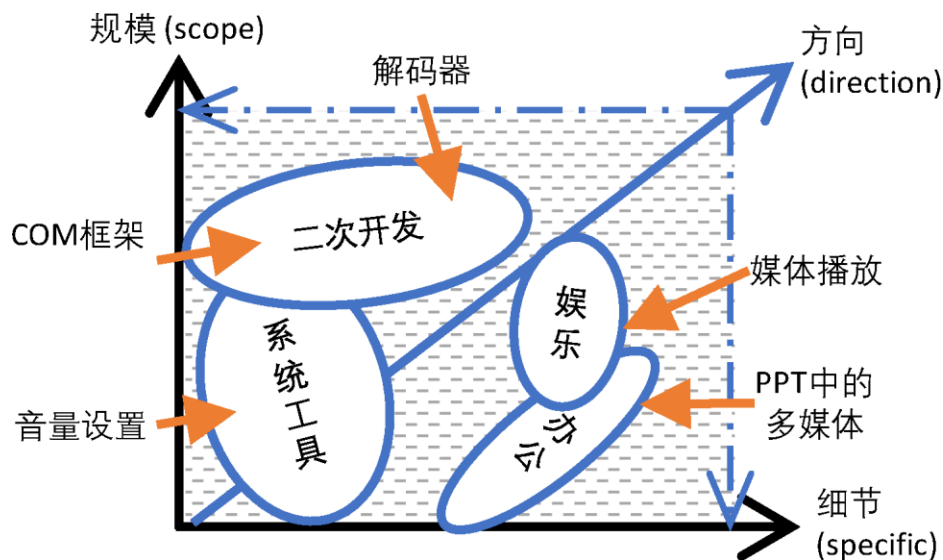 规模 (scope)
方向
(direction)
解码器
COM框架
二次开发
媒体播放
娱乐
系统工具
PPT中的
多媒体
音量设置
办公
细节
(specific)